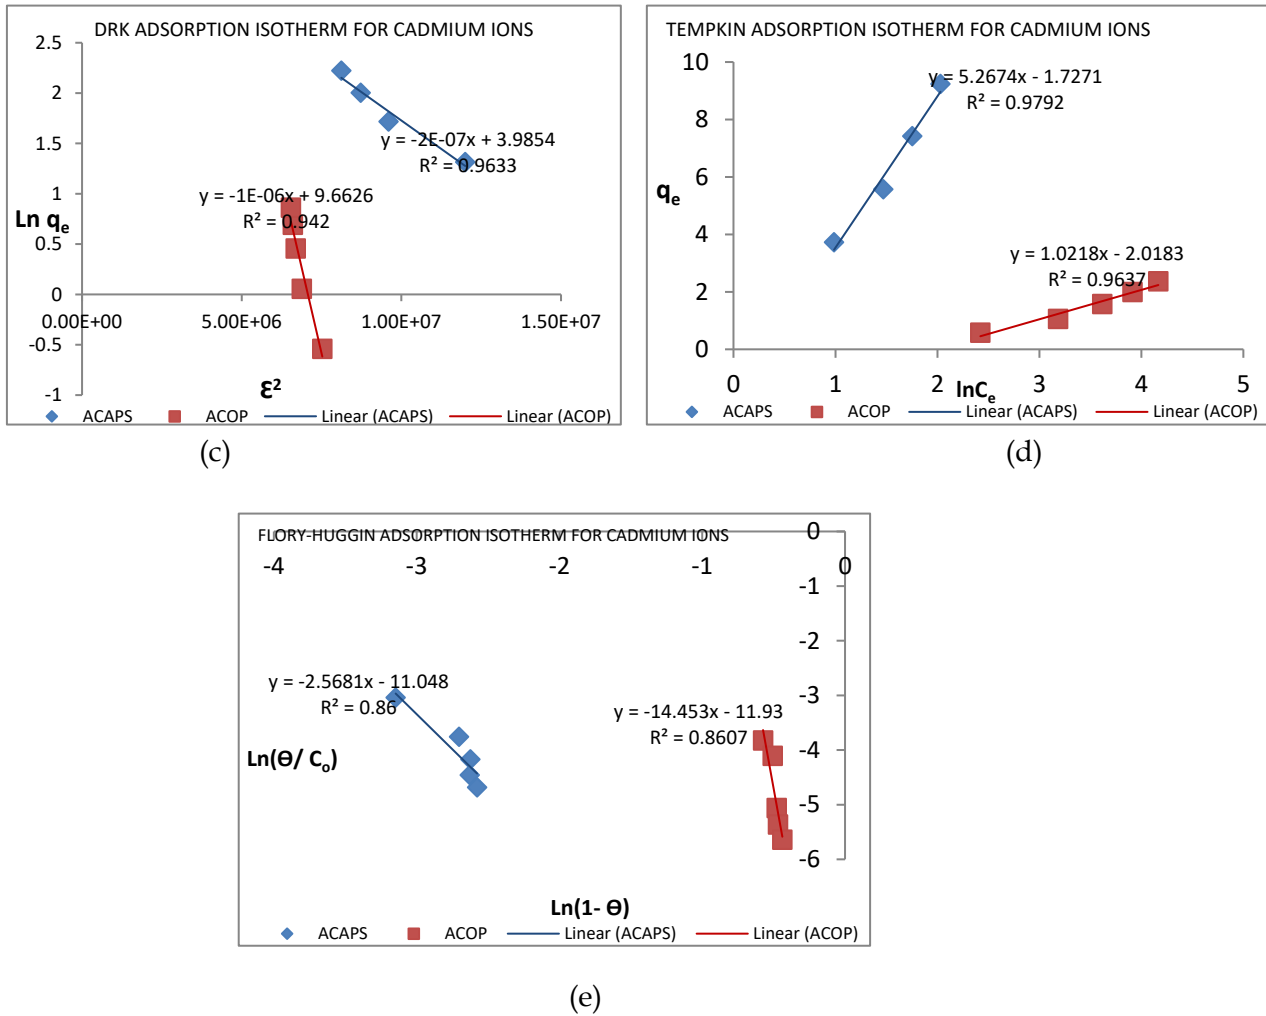 DRK ADSORPTION ISOTHERM FOR CADMIUM IONS
2.5
2
1.5
1
0.5
0
-0.5
-1
Ln qe
y = -2E-07x + 3.9854
R² = 0.9633
y = -1E-06x + 9.6626
R² = 0.942
0.00E+00 5.00E+06 1.00E+07 1.50E+07
Ɛ²
ACAPS ACOP Linear (ACAPS) Linear (ACOP)
(c)
TEMPKIN ADSORPTION ISOTHERM FOR CADMIUM IONS
10
8
6
4
2
0
qe
y = 5.2674x - 1.7271
R² = 0.9792
y = 1.0218x - 2.0183
R² = 0.9637
0 1 2 3 4 5
lnCe
ACAPS ACOP Linear (ACAPS) Linear (ACOP)
(d)
FLORY-HUGGIN ADSORPTION ISOTHERM FOR CADMIUM IONS
-4 -3 -2 -1 0
0
-1
-2
-3
-4
-5
-6
y = -2.5681x - 11.048
R² = 0.86
y = -14.453x - 11.93
R² = 0.8607
Ln(Ɵ/ Co)
Ln(1- Ɵ)
ACAPS ACOP Linear (ACAPS) Linear (ACOP)
(e)